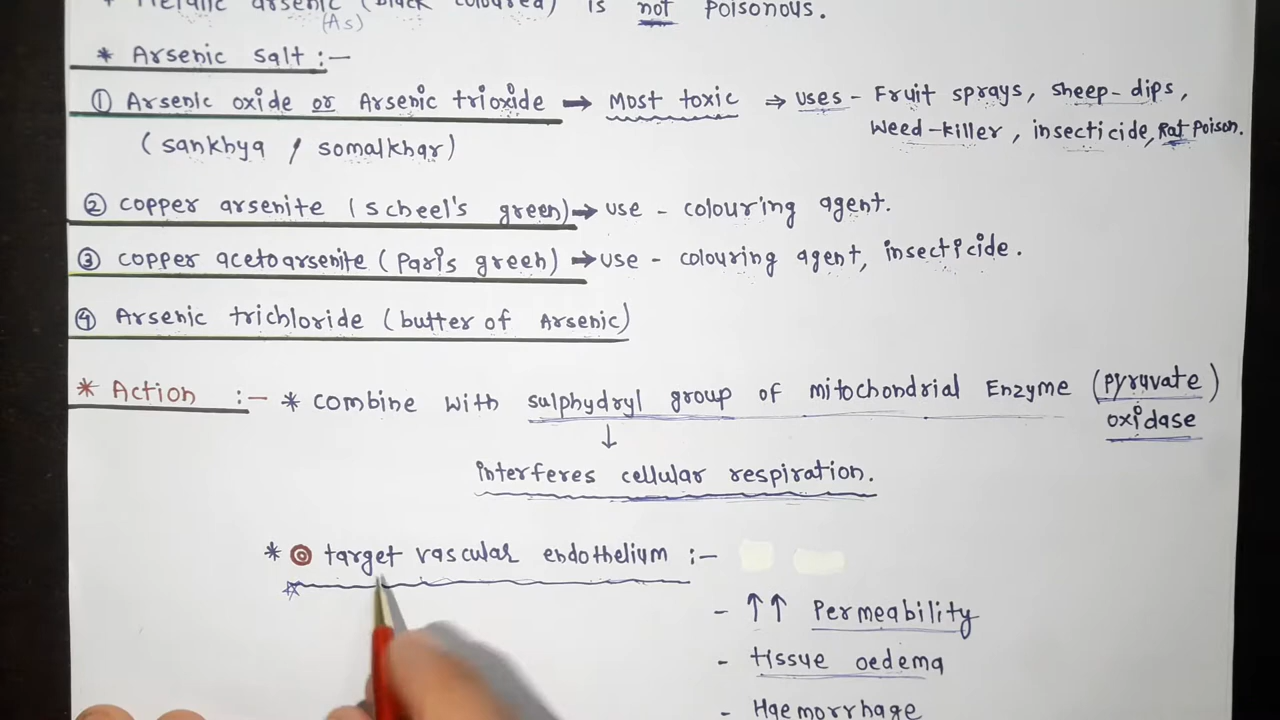 * Metalic arsenic (Black coloured) is not Poisonous.
(As)
* Arsenic salt :-
① Arsenic oxide or Arsenic trioxide → Most toxic ⇒ uses - Fruit sprays, sheep-dips,
(sankhya / somalkhar) Weed-killer, insecticide, Rat Poison.
② copper arsenite (scheel's green) → use - colouring agent.
③ copper acetoarsenite (Paris green) → use - colouring agent, insecticide.
④ Arsenic trichloride (butter of Arsenic)
* Action :- * combine with sulphydryl group of mitochondrial Enzyme (Pyruvate)
oxidase
↓
interferes cellular respiration.
* target vascular endothelium :-
- ↑↑ Permeability
- tissue oedema
- Haemorrhage